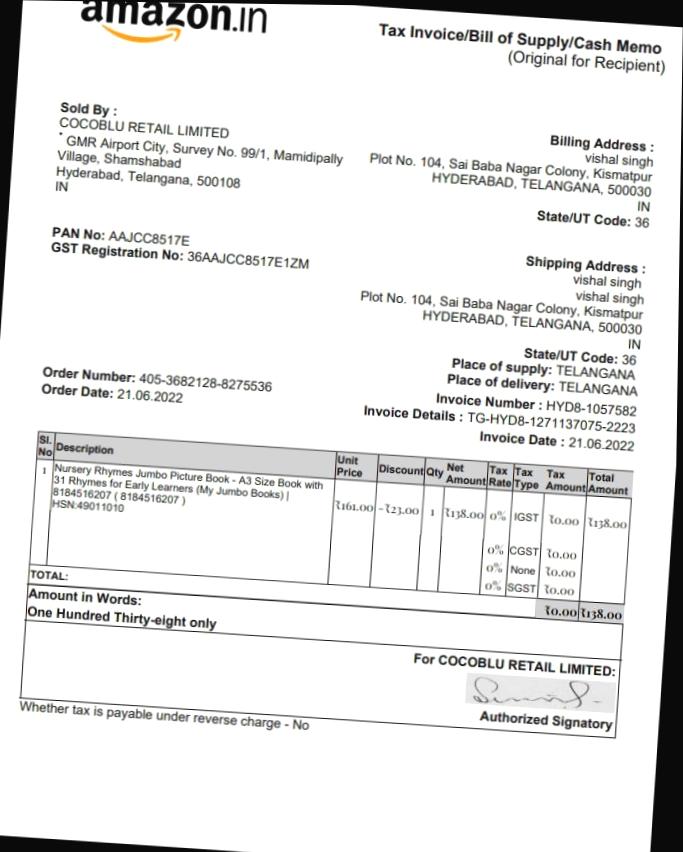 amazon.in
Tax Invoice/Bill of Supply/Cash Memo
(Original for Recipient)
Sold By :
COCOBLU RETAIL LIMITED
* GMR Airport City, Survey No. 99/1, Mamidipally
Village, Shamshabad
Hyderabad, Telangana, 500108
IN
Billing Address :
vishal singh
Plot No. 104, Sai Baba Nagar Colony, Kismatpur
HYDERABAD, TELANGANA, 500030
IN
State/UT Code: 36
PAN No: AAJCC8517E
GST Registration No: 36AAJCC8517E1ZM
Shipping Address :
vishal singh
vishal singh
Plot No. 104, Sai Baba Nagar Colony, Kismatpur
HYDERABAD, TELANGANA, 500030
IN
State/UT Code: 36
Place of supply: TELANGANA
Place of delivery: TELANGANA
Order Number: 405-3682128-8275536
Order Date: 21.06.2022
Invoice Number : HYD8-1057582
Invoice Details : TG-HYD8-1271137075-2223
Invoice Date : 21.06.2022
Sl. No Description Unit Price Discount Qty Net Amount Tax Rate Tax Type Tax Amount Total Amount
1 Nursery Rhymes Jumbo Picture Book - A3 Size Book with
31 Rhymes for Early Learners (My Jumbo Books) |
8184516207 ( 8184516207 )
HSN:49011010
₹161.00 -₹23.00 1 ₹138.00 0% IGST ₹0.00 ₹138.00
0% CGST ₹0.00
0% None ₹0.00
0% SGST ₹0.00
TOTAL: ₹0.00 ₹138.00
Amount in Words:
One Hundred Thirty-eight only
For COCOBLU RETAIL LIMITED:
Authorized Signatory
Whether tax is payable under reverse charge - No